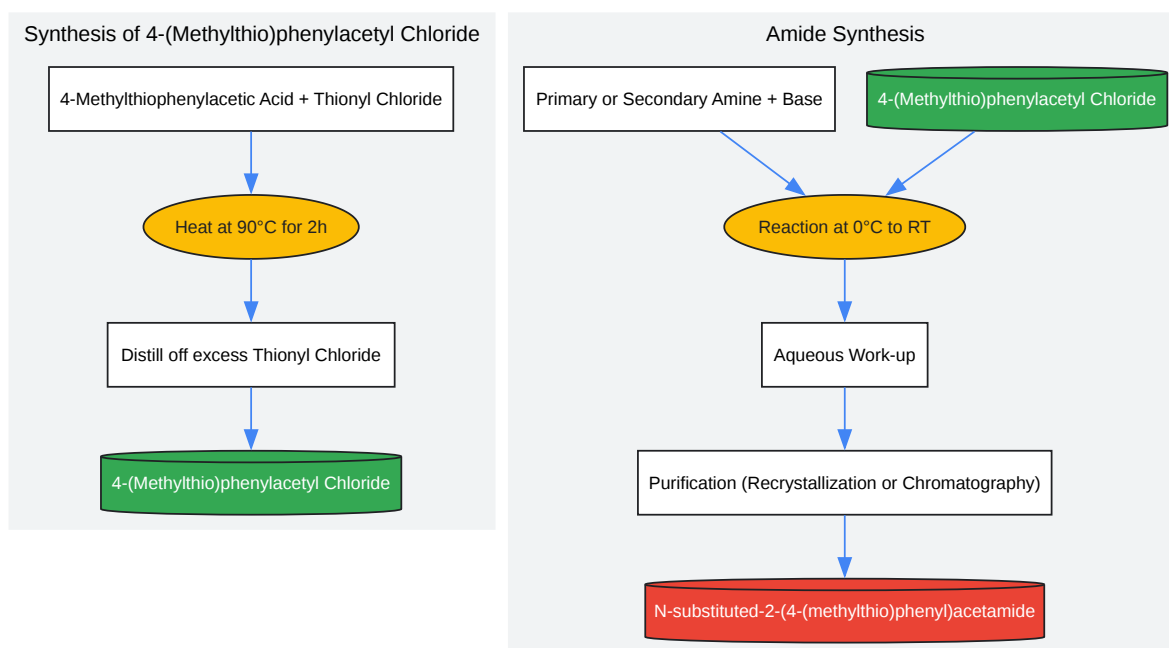 Synthesis of 4-(Methylthio)phenylacetyl Chloride
4-Methylthiophenylacetic Acid + Thionyl Chloride
Heat at 90°C for 2h
Distill off excess Thionyl Chloride
4-(Methylthio)phenylacetyl Chloride
Amide Synthesis
Primary or Secondary Amine + Base
4-(Methylthio)phenylacetyl Chloride
Reaction at 0°C to RT
Aqueous Work-up
Purification (Recrystallization or Chromatography)
N-substituted-2-(4-(methylthio)phenyl)acetamide